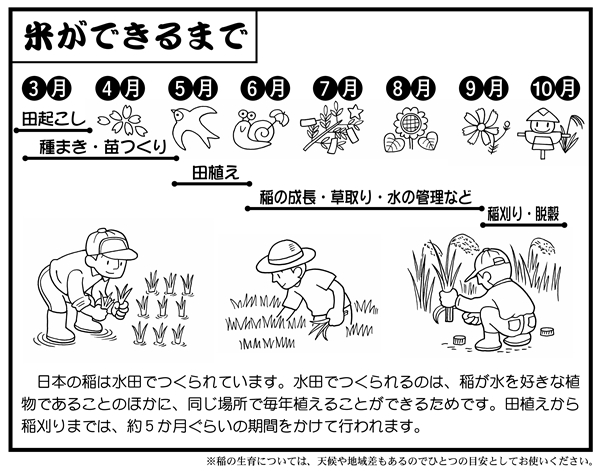 米ができるまで
3月 4月 5月 6月 7月 8月 9月 10月
田起こし
種まき・苗つくり
田植え
稲の成長・草取り・水の管理など
稲刈り・脱穀
日本の稲は水田でつくられています。水田でつくられるのは、稲が水を好きな植
物であることのほかに、同じ場所で毎年植えることができるためです。田植えから
稲刈りまでは、約５か月ぐらいの期間をかけて行われます。
※稲の生育については、天候や地域差もあるのでひとつの目安としてお使いください。